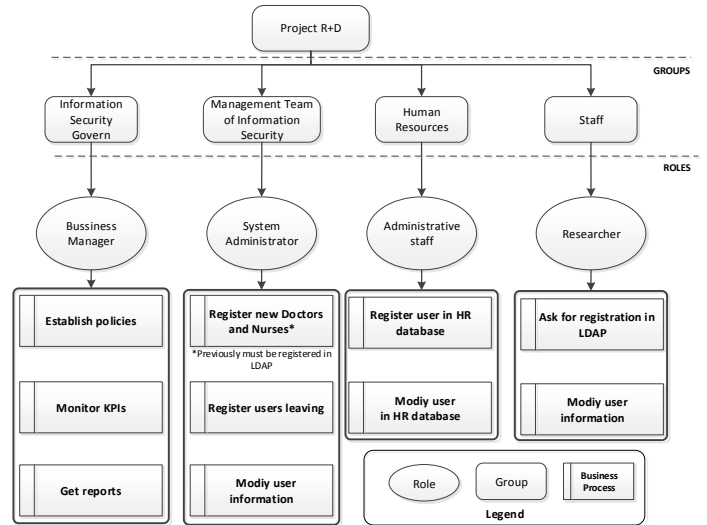 Project R+D
GROUPS
Information
Security
Govern
Management Team
of Information
Security
Human
Resources
Staff
ROLES
Bussiness
Manager
System
Administrator
Administrative
staff
Researcher
Establish policies
Monitor KPIs
Get reports
Register new Doctors
and Nurses*
*Previously must be registered in
LDAP
Register users leaving
Modiy user
information
Register user in HR
database
Modiy user
in HR database
Ask for registration in
LDAP
Modiy user
information
Role
Group
Business
Process
Legend